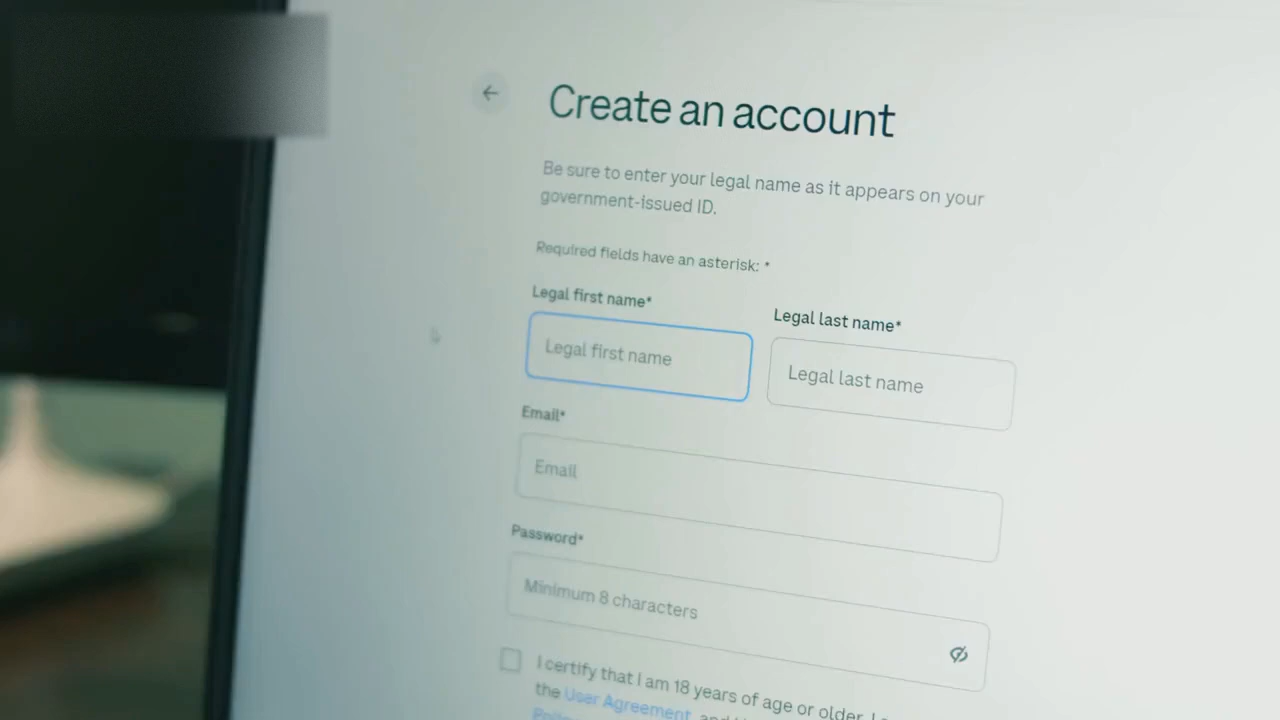 Create an account
Be sure to enter your legal name as it appears on your
government-issued ID.
Required fields have an asterisk: *
Legal first name*
Legal last name*
Legal first name
Legal last name
Email*
Email
Password*
Minimum 8 characters
I certify that I am 18 years of age or older, I
the User Agreement, and